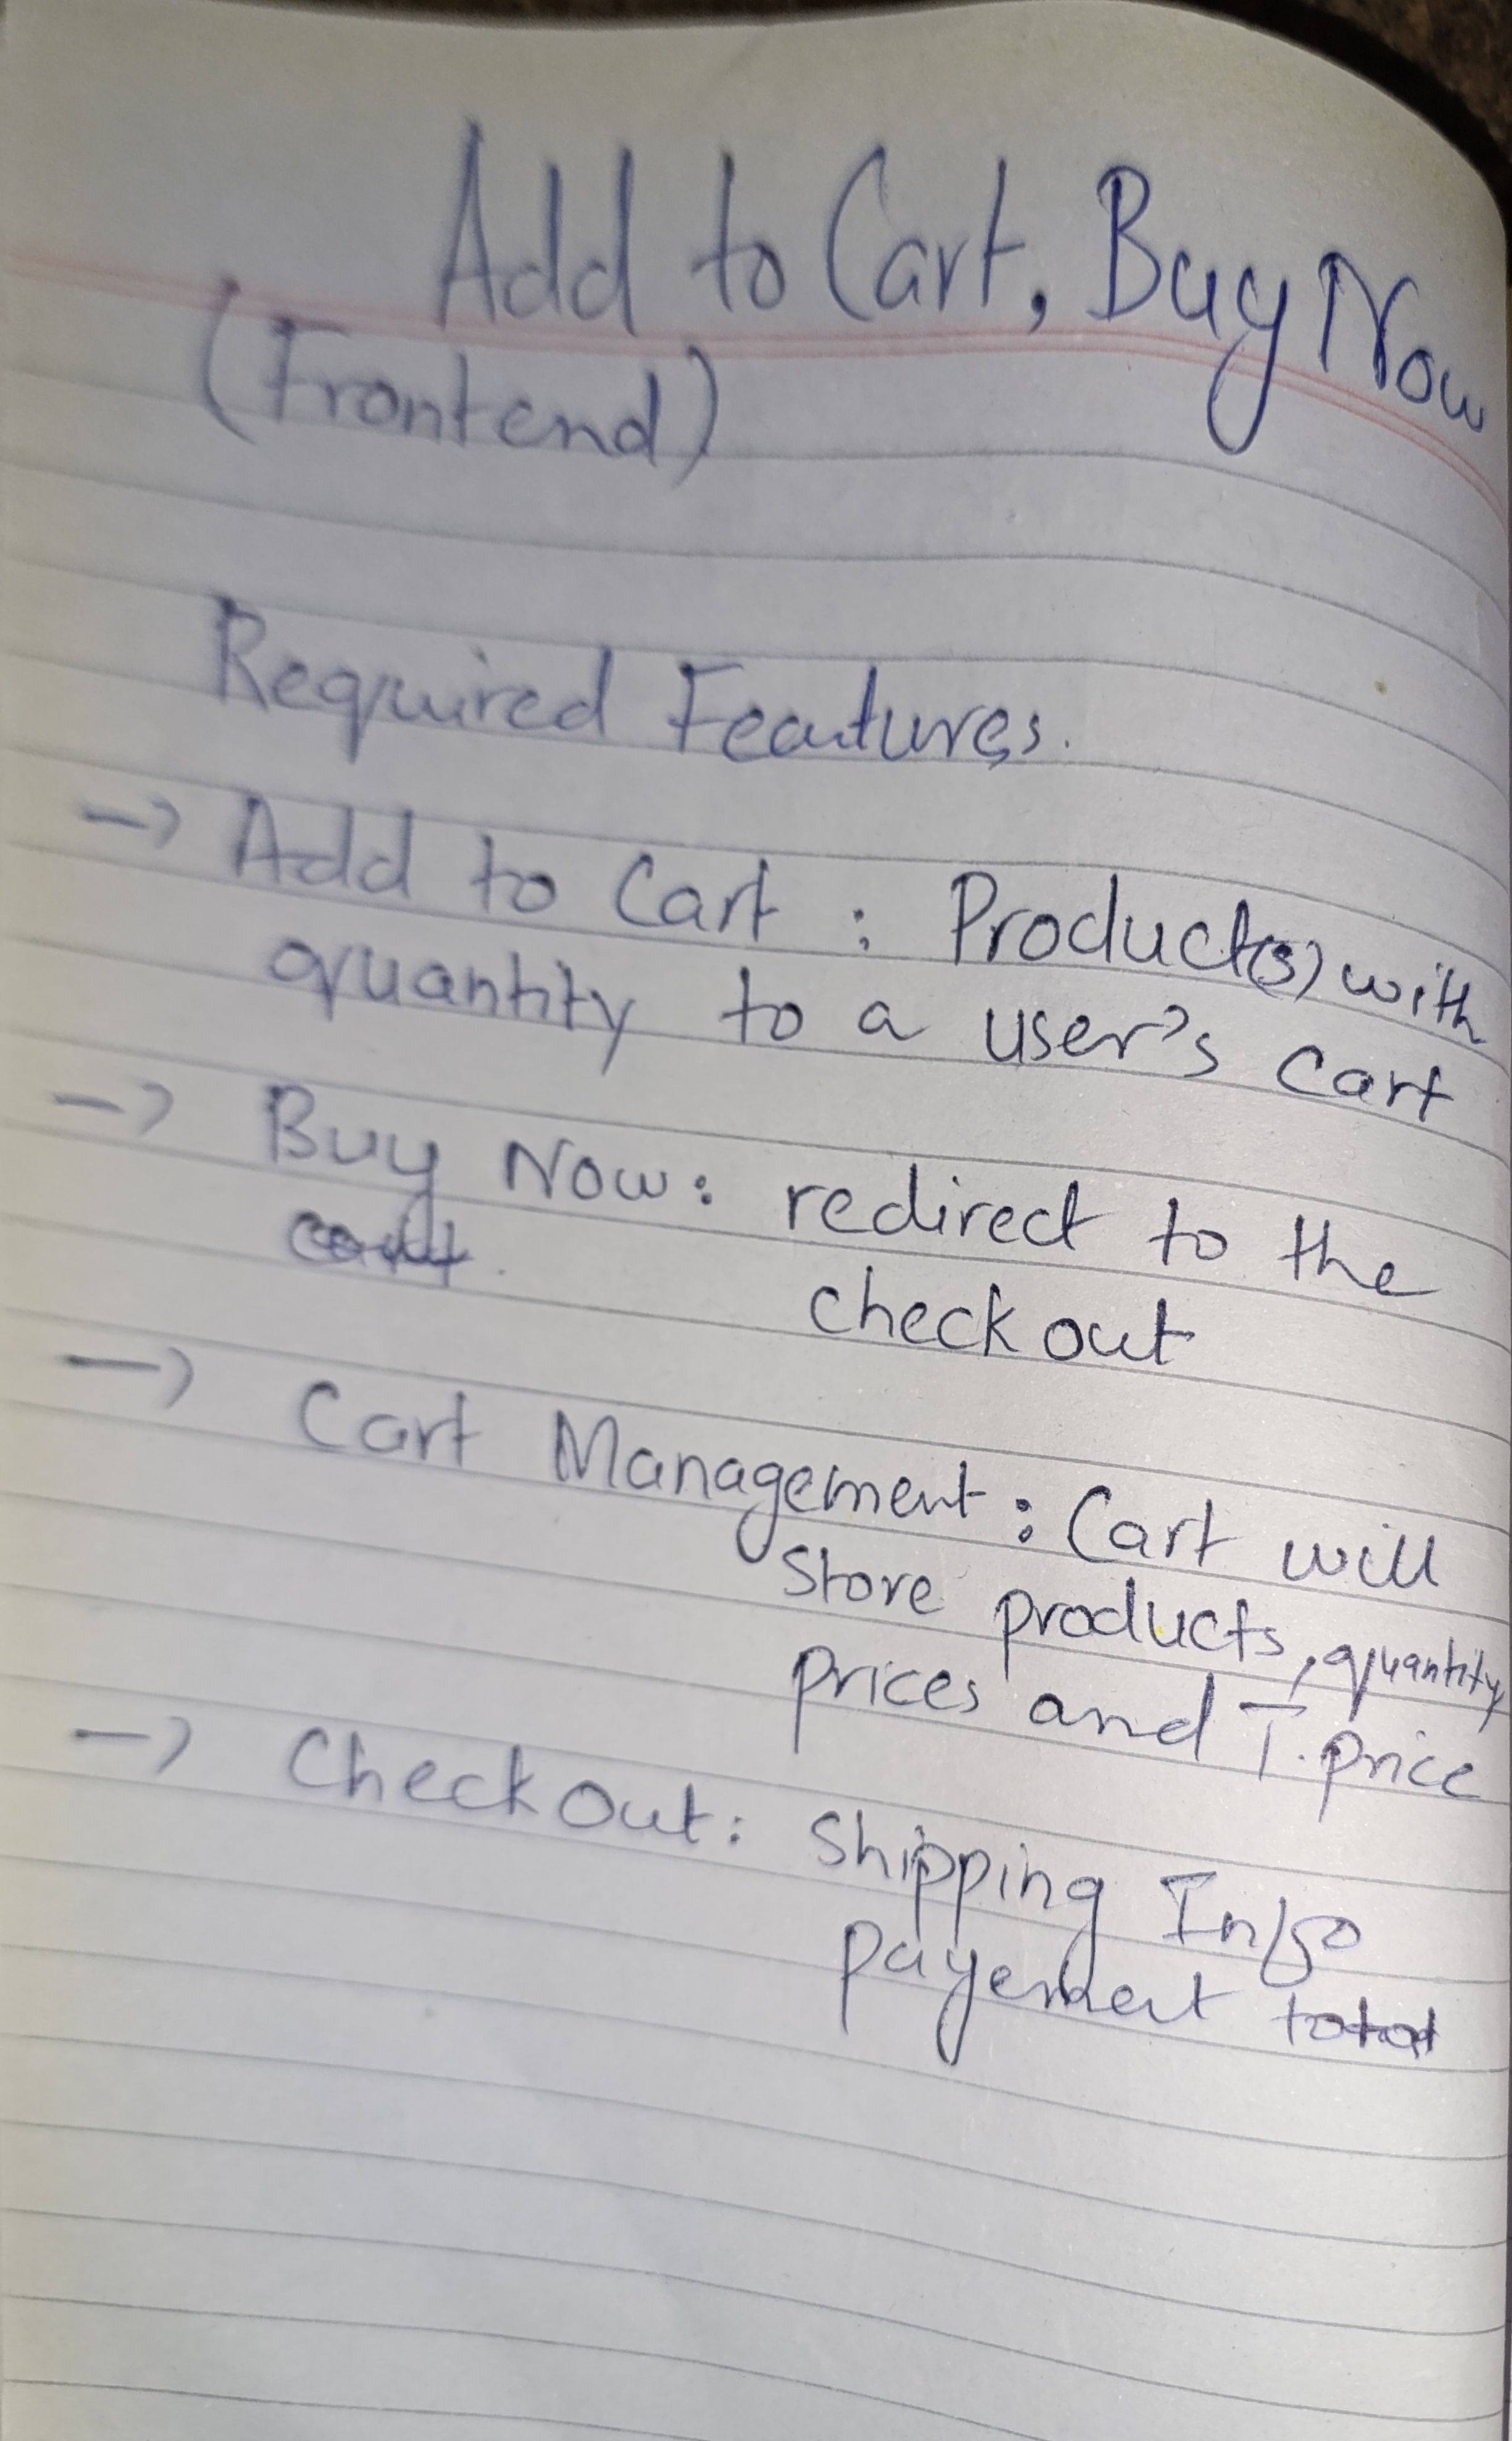 Add to Cart, Buy Now
(Frontend)
Required Features.
-> Add to Cart : Product(s) with
quantity to a user's cart
-> Buy Now: redirect to the
checkout
-> Cart Management: Cart will
store products, quantity,
prices and T. price
-> Checkout: Shipping Info
payement total